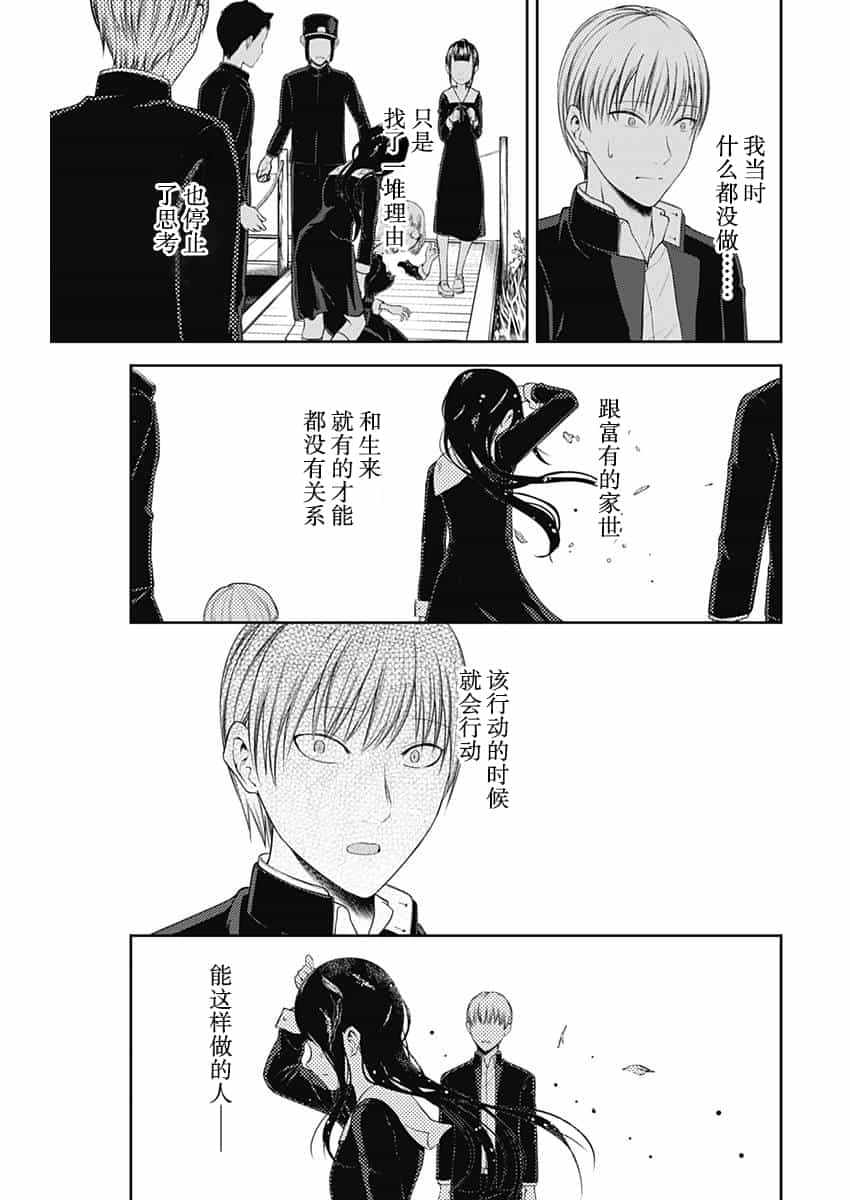 我当时
什么都没做……
只是
找了一堆理由
也停止
了思考
跟富有的家世
和生来
就有的才能
都没有关系
该行动的时候
就会行动
能这样做的人——